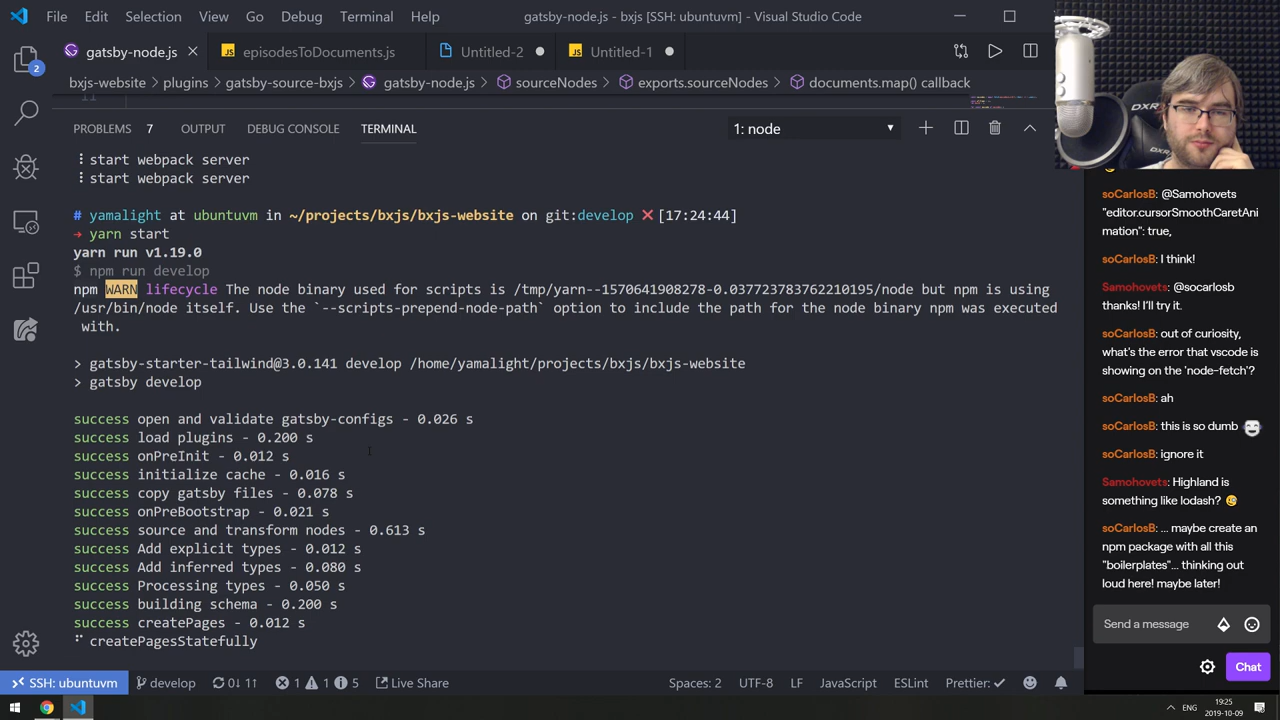 File Edit Selection View Go Debug Terminal Help
gatsby-node.js - bxjs [SSH: ubuntuvm] - Visual Studio Code
gatsby-node.js
JS episodesToDocuments.js
Untitled-2
JS Untitled-1
2
bxjs-website > plugins > gatsby-source-bxjs > gatsby-node.js > sourceNodes > exports.sourceNodes > documents.map() callback
11
PROBLEMS 7 OUTPUT DEBUG CONSOLE TERMINAL
1: node
start webpack server
start webpack server
# yamalight at ubuntuvm in ~/projects/bxjs/bxjs-website on git:develop ❌ [17:24:44]
→ yarn start
yarn run v1.19.0
$ npm run develop
npm WARN lifecycle The node binary used for scripts is /tmp/yarn--1570641908278-0.037723783762210195/node but npm is using
/usr/bin/node itself. Use the `--scripts-prepend-node-path` option to include the path for the node binary npm was executed
with.
> gatsby-starter-tailwind@3.0.141 develop /home/yamalight/projects/bxjs/bxjs-website
> gatsby develop
success open and validate gatsby-configs - 0.026 s
success load plugins - 0.200 s
success onPreInit - 0.012 s
success initialize cache - 0.016 s
success copy gatsby files - 0.078 s
success onPreBootstrap - 0.021 s
success source and transform nodes - 0.613 s
success Add explicit types - 0.012 s
success Add inferred types - 0.080 s
success Processing types - 0.050 s
success building schema - 0.200 s
success createPages - 0.012 s
createPagesStatefully
SSH: ubuntuvm develop 0↓ 1↑ 1 1 5 Live Share
Spaces: 2 UTF-8 LF JavaScript ESLint Prettier: ✓
DXR
DXR
soCarlosB: @Samohovets
"editor.cursorSmoothCaretAni
mation": true,
soCarlosB: I think!
Samohovets: @socarlosb
thanks! I'll try it.
soCarlosB: out of curiosity,
what's the error that vscode is
showing on the 'node-fetch'?
soCarlosB: ah
soCarlosB: this is so dumb
soCarlosB: ignore it
Samohovets: Highland is
something like lodash?
soCarlosB: ... maybe create an
npm package with all this
"boilerplates"... thinking out
loud here! maybe later!
Send a message
Chat
ENG
19:25
2019-10-09